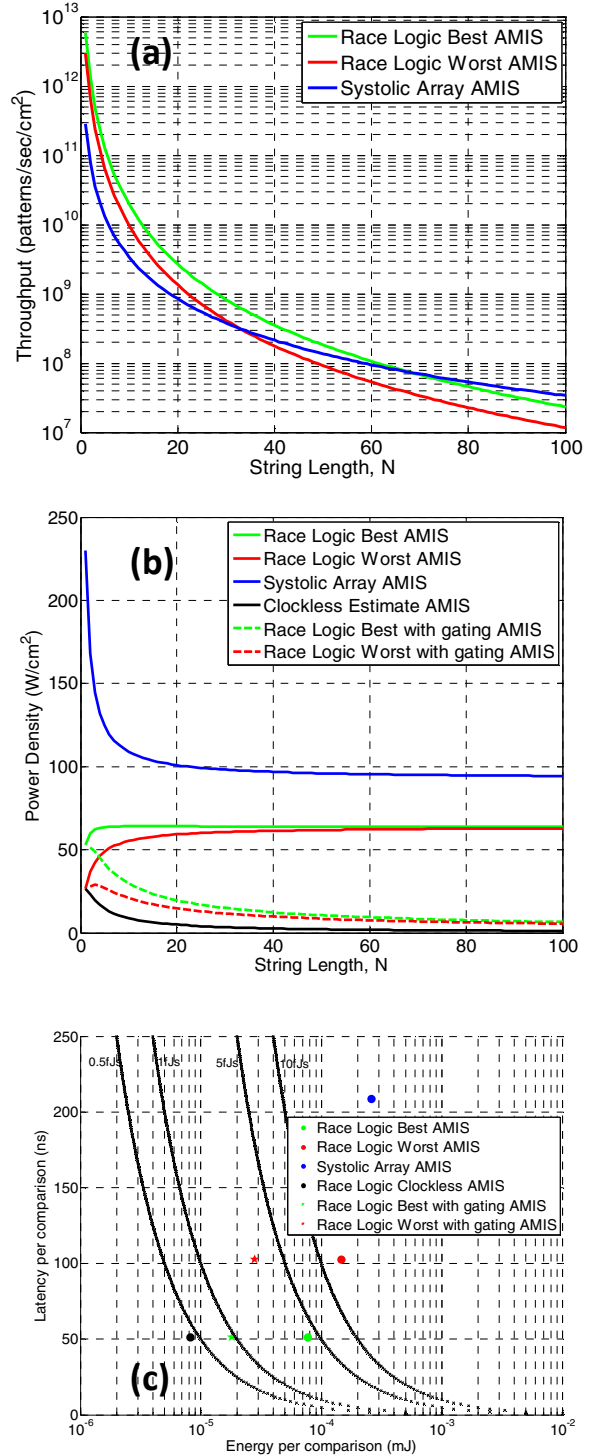 10^13
10^12
10^11
10^10
10^9
10^8
10^7
Throughput (patterns/sec/cm^2)
(a)
Race Logic Best AMIS
Race Logic Worst AMIS
Systolic Array AMIS
0 20 40 60 80 100
String Length, N
250
200
150
100
50
0
Power Density (W/cm^2)
(b)
Race Logic Best AMIS
Race Logic Worst AMIS
Systolic Array AMIS
Clockless Estimate AMIS
Race Logic Best with gating AMIS
Race Logic Worst with gating AMIS
0 20 40 60 80 100
String Length, N
250
200
150
100
50
0
Latency per comparison (ns)
0.5fJs 1fJs 5fJs 10fJs
Race Logic Best AMIS
Race Logic Worst AMIS
Systolic Array AMIS
Race Logic Clockless AMIS
Race Logic Best with gating AMIS
Race Logic Worst with gating AMIS
(c)
10^-6 10^-5 10^-4 10^-3 10^-2
Energy per comparison (mJ)